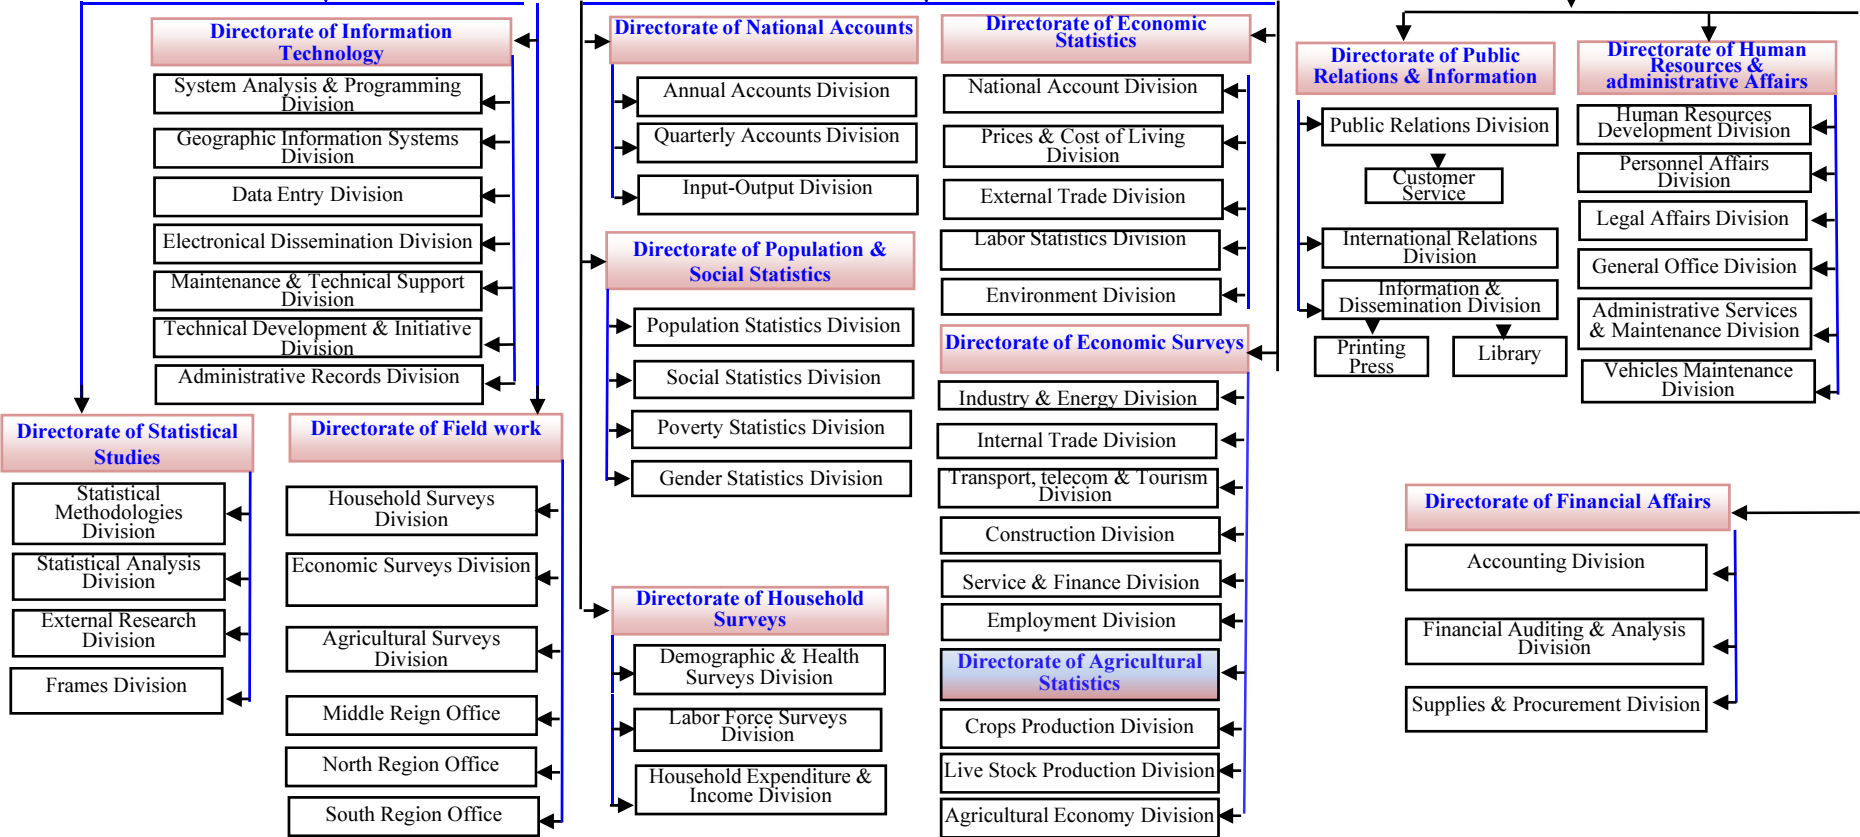 Directorate of Information
Technology
System Analysis & Programming
Division
Geographic Information Systems
Division
Data Entry Division
Electronical Dissemination Division
Maintenance & Technical Support
Division
Technical Development & Initiative
Division
Administrative Records Division
Directorate of Statistical
Studies
Statistical
Methodologies
Division
Statistical Analysis
Division
External Research
Division
Frames Division
Directorate of Field work
Household Surveys
Division
Economic Surveys Division
Agricultural Surveys
Division
Middle Reign Office
North Region Office
South Region Office
Directorate of National Accounts
Annual Accounts Division
Quarterly Accounts Division
Input-Output Division
Directorate of Population &
Social Statistics
Population Statistics Division
Social Statistics Division
Poverty Statistics Division
Gender Statistics Division
Directorate of Household
Surveys
Demographic & Health
Surveys Division
Labor Force Surveys
Division
Household Expenditure &
Income Division
Directorate of Economic
Statistics
National Account Division
Prices & Cost of Living
Division
External Trade Division
Labor Statistics Division
Environment Division
Directorate of Economic Surveys
Industry & Energy Division
Internal Trade Division
Transport, telecom & Tourism
Division
Construction Division
Service & Finance Division
Employment Division
Directorate of Agricultural
Statistics
Crops Production Division
Live Stock Production Division
Agricultural Economy Division
Directorate of Public
Relations & Information
Public Relations Division
Customer
Service
International Relations
Division
Information &
Dissemination Division
Printing
Press
Library
Directorate of Human
Resources &
administrative Affairs
Human Resources
Development Division
Personnel Affairs
Division
Legal Affairs Division
General Office Division
Administrative Services
& Maintenance Division
Vehicles Maintenance
Division
Directorate of Financial Affairs
Accounting Division
Financial Auditing & Analysis
Division
Supplies & Procurement Division